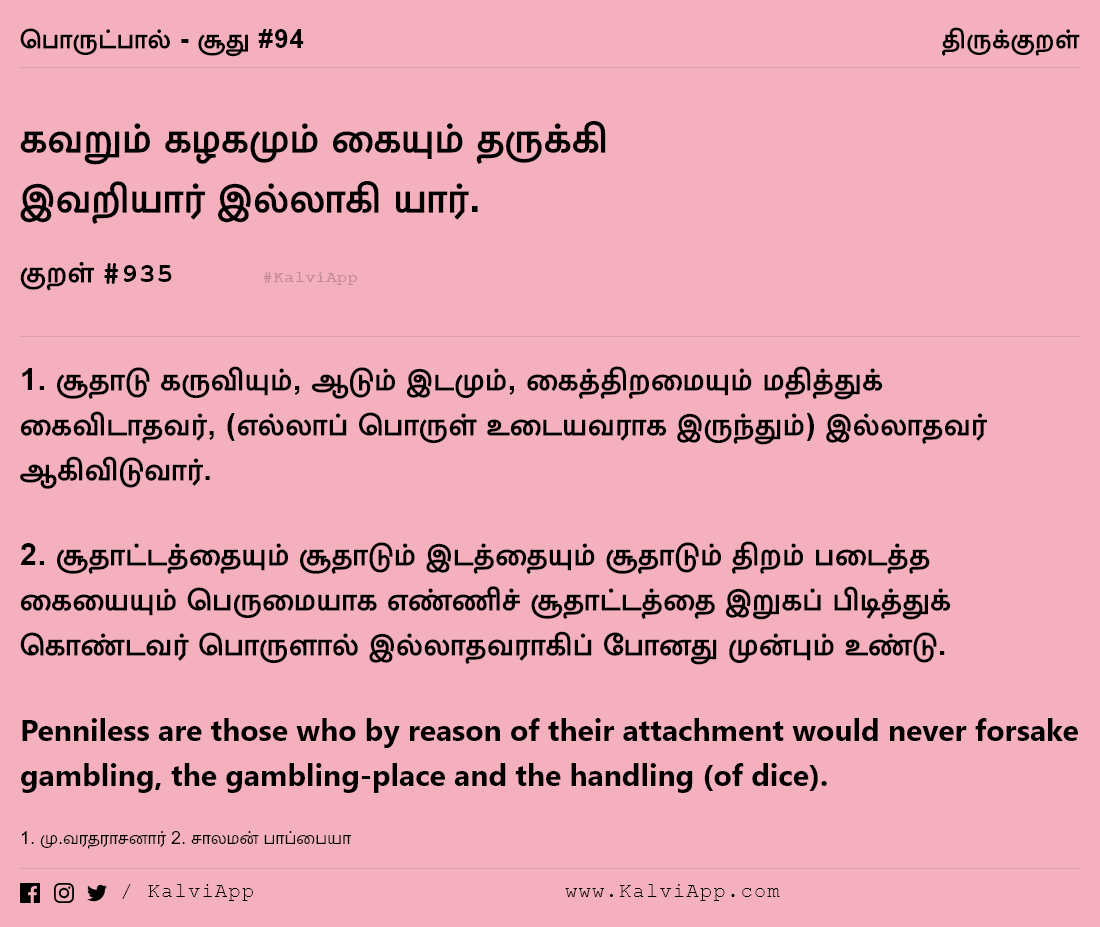 பொருட்பால் - சூது #94
திருக்குறள்
கவறும் கழகமும் கையும் தருக்கி
இவறியார் இல்லாகி யார்.
குறள் #935
#KalviApp
1. சூதாடு கருவியும், ஆடும் இடமும், கைத்திறமையும் மதித்துக்
கைவிடாதவர், (எல்லாப் பொருள் உடையவராக இருந்தும்) இல்லாதவர்
ஆகிவிடுவார்.
2. சூதாட்டத்தையும் சூதாடும் இடத்தையும் சூதாடும் திறம் படைத்த
கையையும் பெருமையாக எண்ணிச் சூதாட்டத்தை இறுகப் பிடித்துக்
கொண்டவர் பொருளால் இல்லாதவராகிப் போனது முன்பும் உண்டு.
Penniless are those who by reason of their attachment would never forsake
gambling, the gambling-place and the handling (of dice).
1. மு.வரதராசனார் 2. சாலமன் பாப்பையா
/ KalviApp
www.KalviApp.com